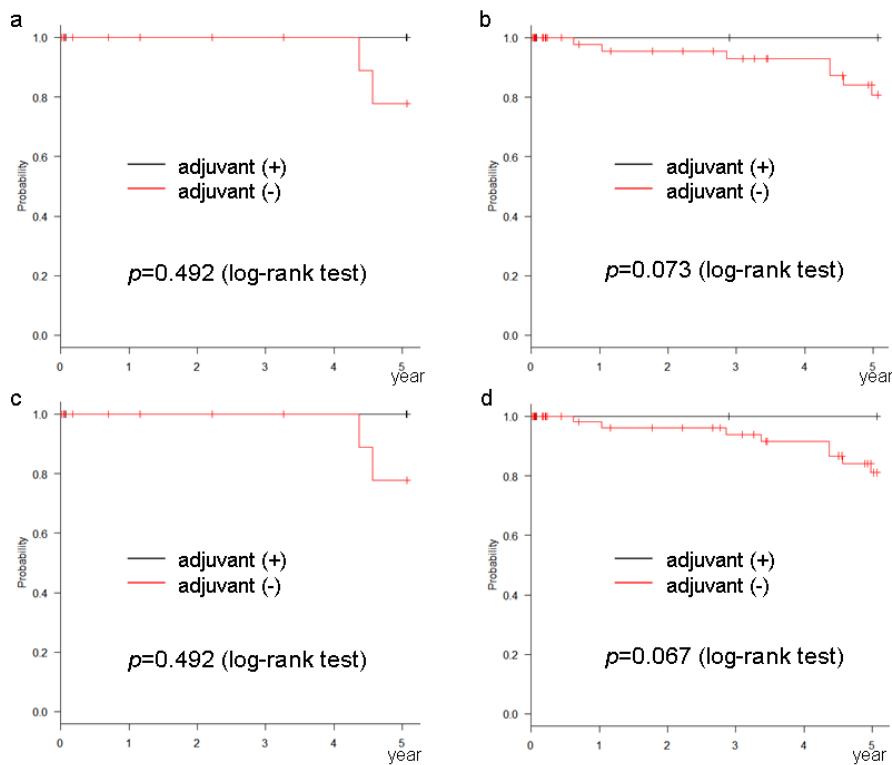 a
1.0
0.8
0.6
0.4
0.2
0.0
Probability
adjuvant (+)
adjuvant (-)
p=0.492 (log-rank test)
0 1 2 3 4 5
year
b
1.0
0.8
0.6
0.4
0.2
0.0
Probability
adjuvant (+)
adjuvant (-)
p=0.073 (log-rank test)
0 1 2 3 4 5
year
c
1.0
0.8
0.6
0.4
0.2
0.0
Probability
adjuvant (+)
adjuvant (-)
p=0.492 (log-rank test)
0 1 2 3 4 5
year
d
1.0
0.8
0.6
0.4
0.2
0.0
Probability
adjuvant (+)
adjuvant (-)
p=0.067 (log-rank test)
0 1 2 3 4 5
year